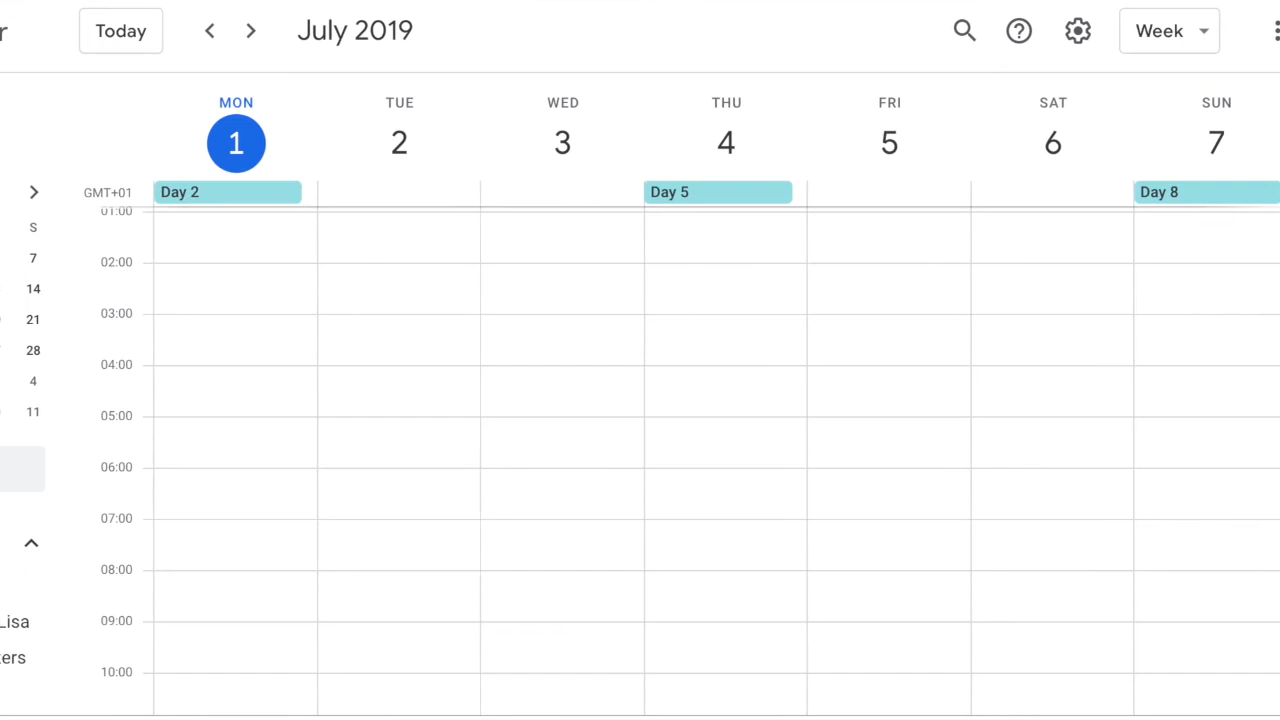 r Today July 2019 Week
MON TUE WED THU FRI SAT SUN
1 2 3 4 5 6 7
GMT+01 Day 2 Day 5 Day 8
01:00
S
7
02:00
14
03:00
21
28
04:00
4
11
05:00
06:00
07:00
08:00
09:00
Lisa
ters
10:00